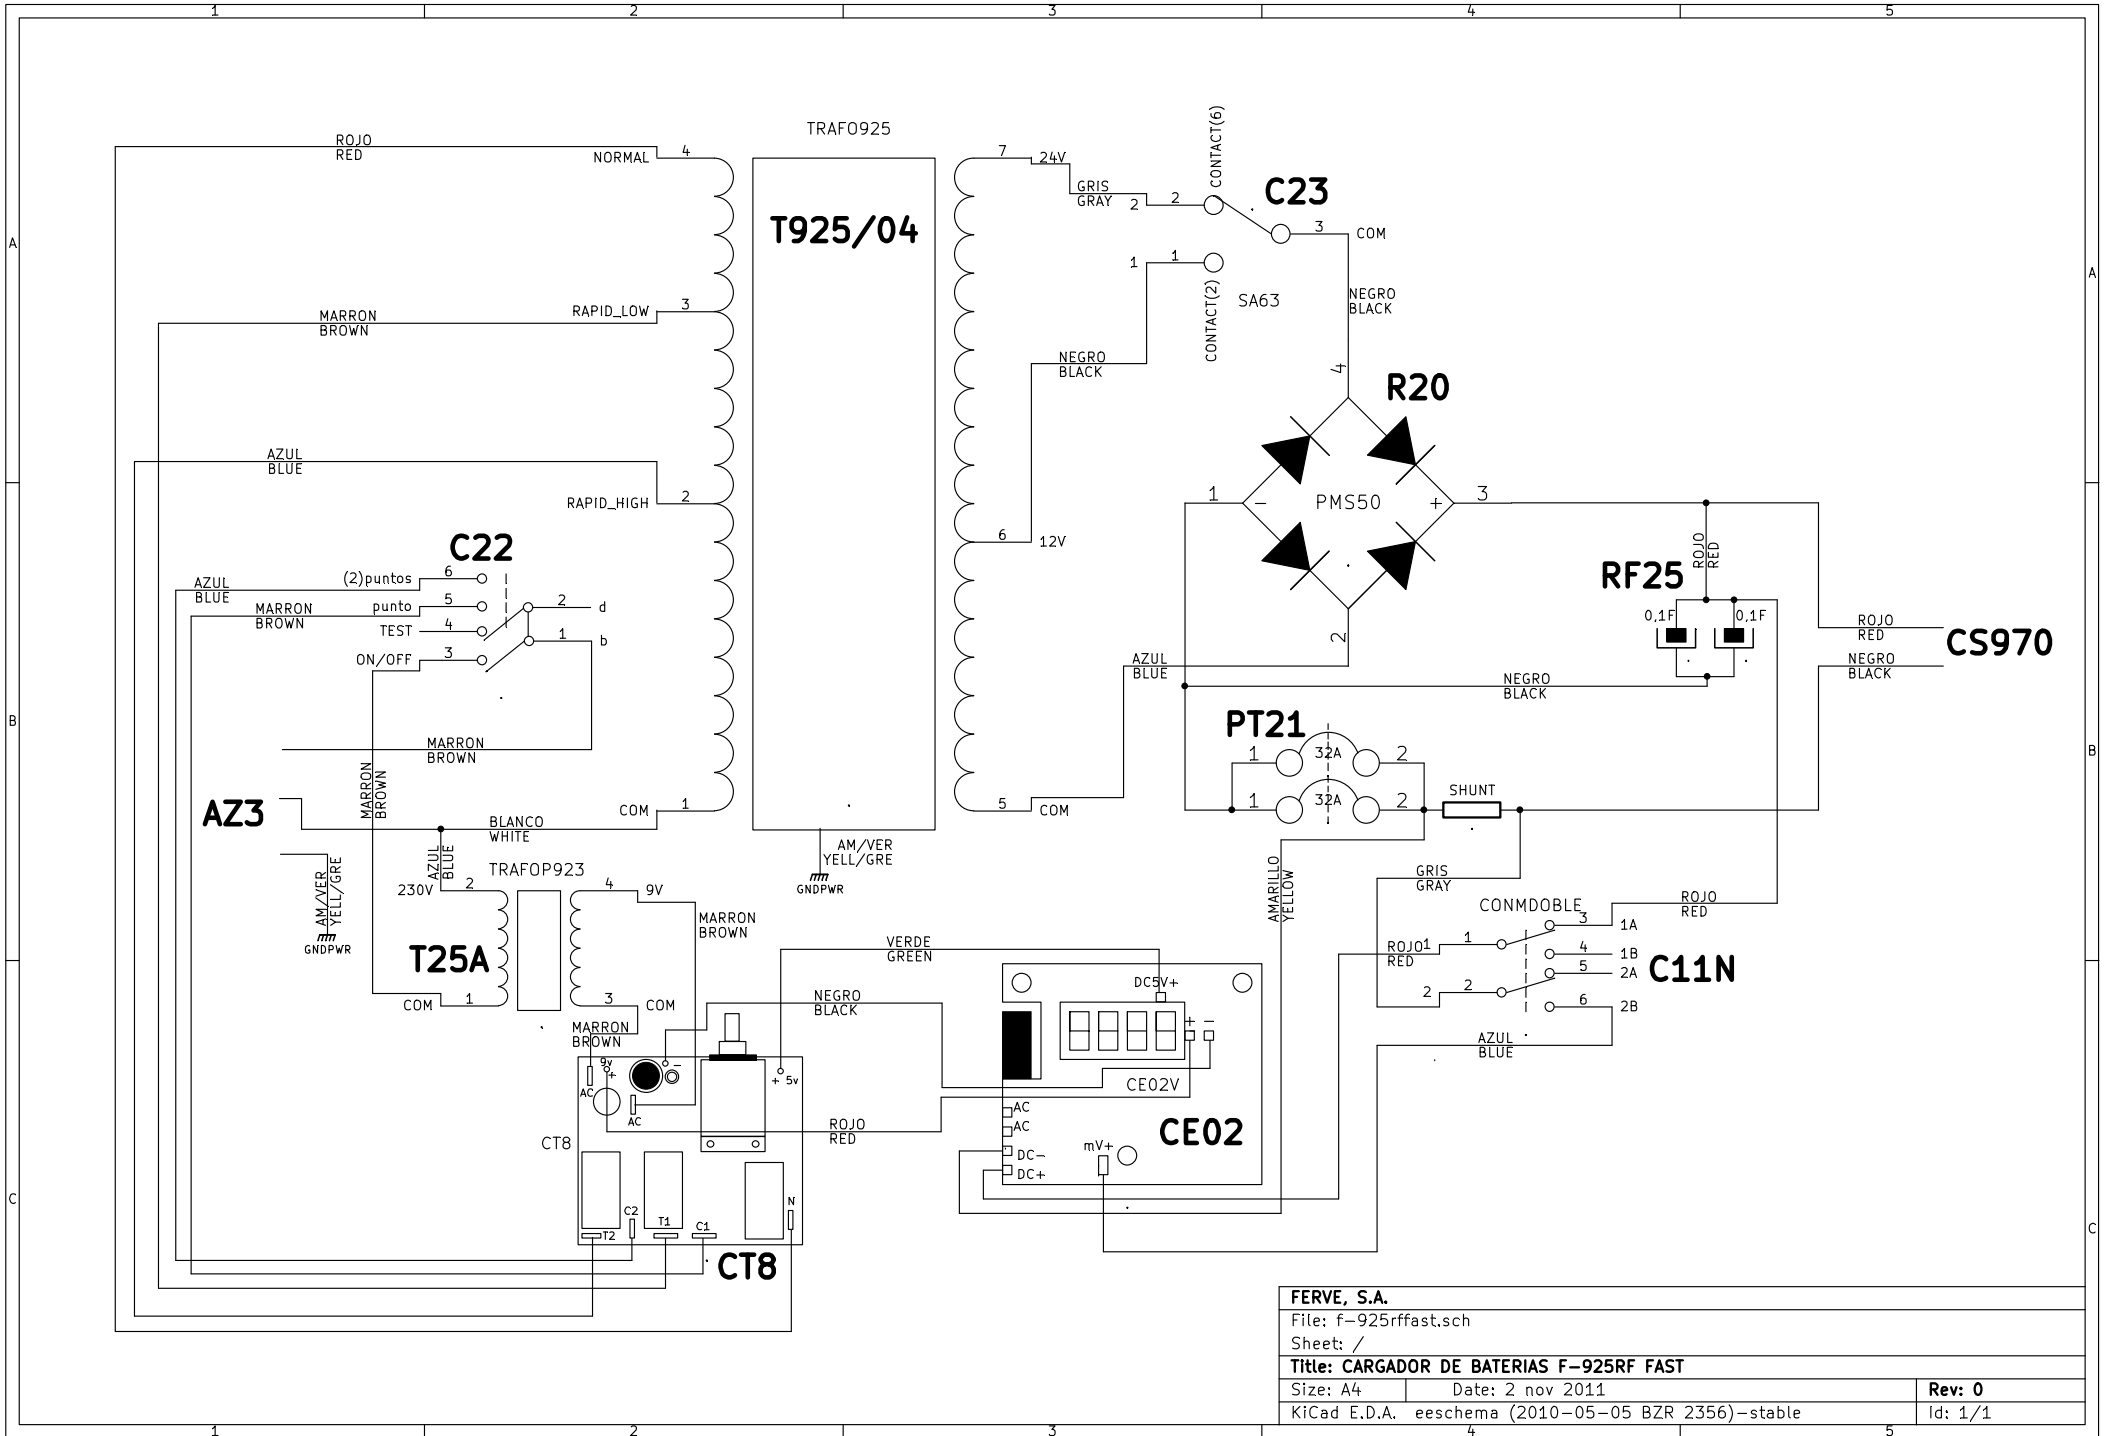 1 2 3 4 5
A
B
C
A
B
C
TRAFO925
T925/04
ROJO
RED
NORMAL 4
MARRON
BROWN
RAPID_LOW 3
AZUL
BLUE
RAPID_HIGH 2
COM 1
7 24V
6 12V
5 COM
GRIS
GRAY
2 2
CONTACT(6)
C23
3 COM
1 1
CONTACT(2)
SA63
NEGRO
BLACK
NEGRO
BLACK
4
R20
1 - PMS50 + 3
2
AZUL
BLUE
C22
(2)puntos 6
punto 5
TEST 4
ON/OFF 3
2 d
1 b
AZUL
BLUE
MARRON
BROWN
MARRON
BROWN
MARRON
BROWN
AZ3
BLANCO
WHITE
AZUL
BLUE
AM/VER
YELL/GRE
GNDPWR
AM/VER
YELL/GRE
GNDPWR
TRAFOP923
230V 2
4 9V
T25A
COM 1
3 COM
MARRON
BROWN
MARRON
BROWN
ROJO
RED
RF25
0,1F 0,1F
ROJO
RED
CS970
NEGRO
BLACK
NEGRO
BLACK
PT21
1 32A 2
1 32A 2
SHUNT
AMARILLO
YELLOW
GRIS
GRAY
CONMDOBLE
ROJO
RED
3 1A
4 1B
5 2A
6 2B
C11N
ROJO
RED
1 1
2 2
AZUL
BLUE
VERDE
GREEN
NEGRO
BLACK
ROJO
RED
DC5V+
+ -
CE02V
CE02
AC
AC
DC-
DC+
mV+
9v
+
-
+ 5v
AC
AC
CT8
C2
T2
T1
C1
N
CT8
FERVE, S.A.
File: f-925rffast.sch
Sheet: /
Title: CARGADOR DE BATERIAS F-925RF FAST
Size: A4 Date: 2 nov 2011 Rev: 0
KiCad E.D.A. eeschema (2010-05-05 BZR 2356)-stable Id: 1/1
1 2 3 4 5